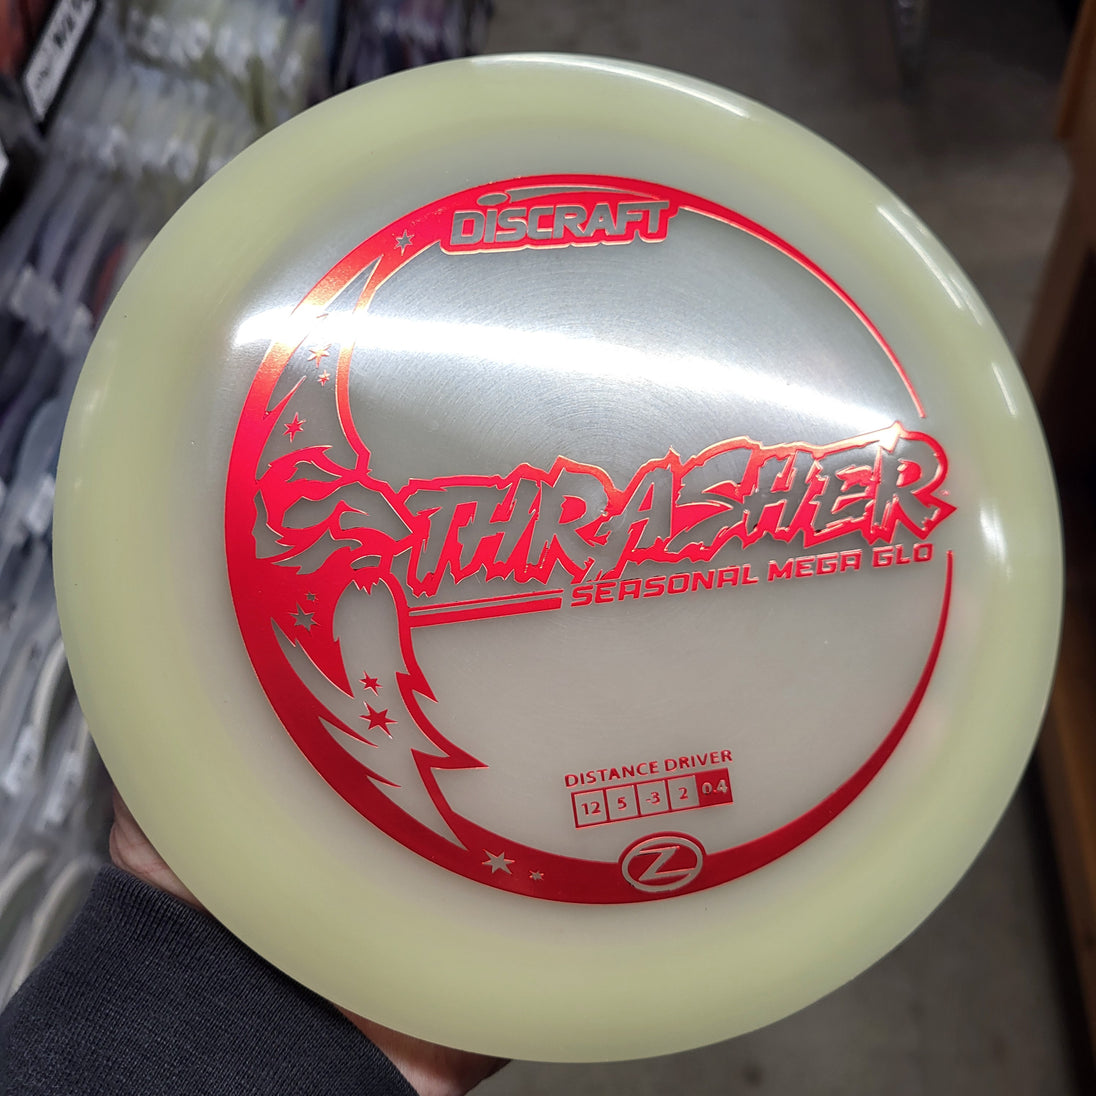 DISCRAFT
THRASHER
SEASONAL MEGA GLO
DISTANCE DRIVER
12 5 -3 2 0.4
Z